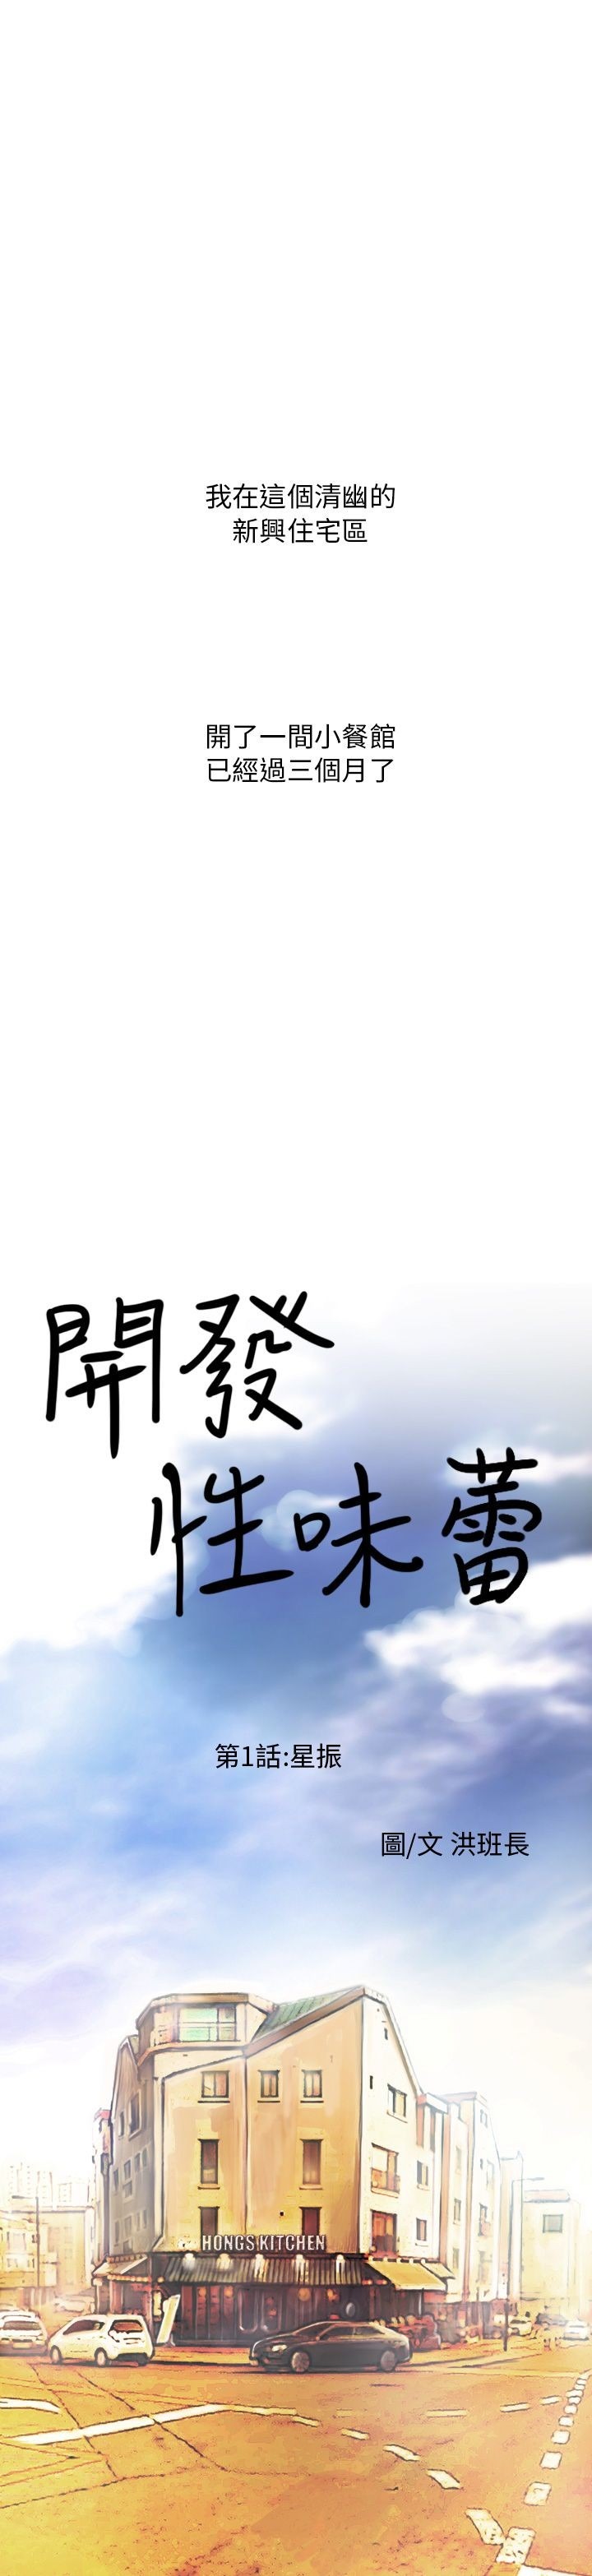 我在這個清幽的
新興住宅區
開了一間小餐館
已經過三個月了
開發
性味蕾
第1話:星振
圖/文 洪班長
HONGS KITCHEN